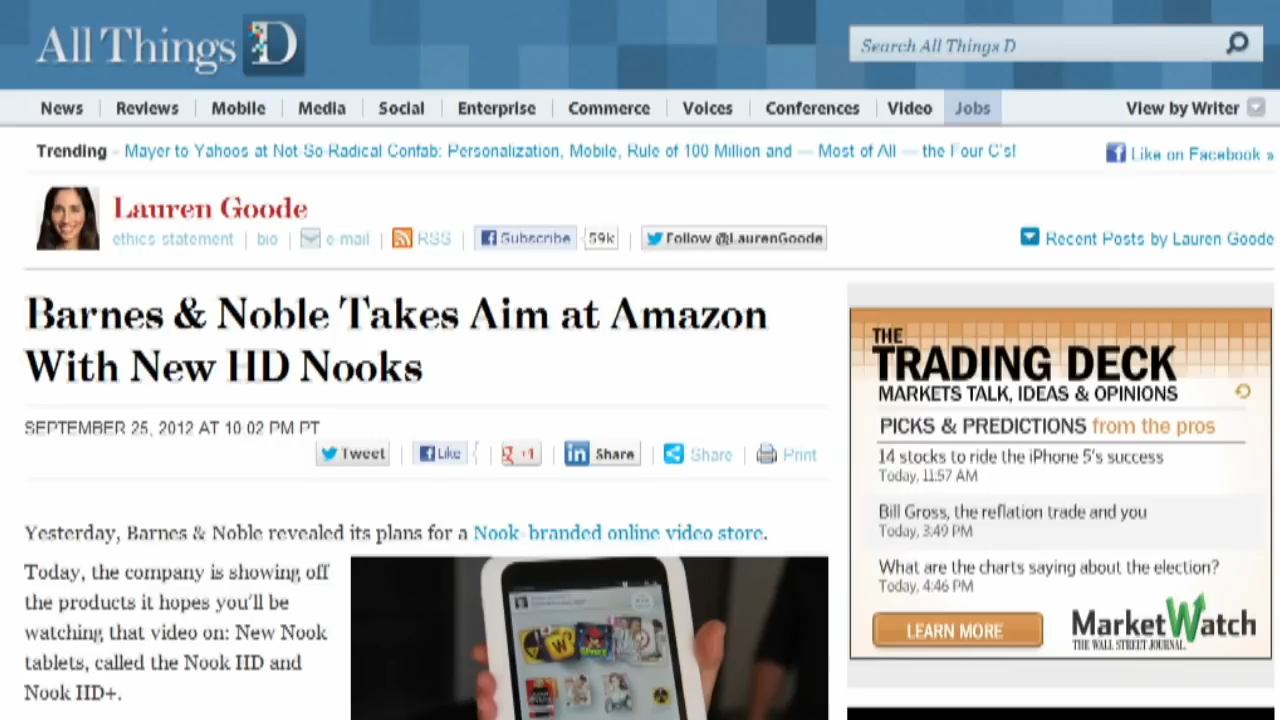 All Things D
Search All Things D
News Reviews Mobile Media Social Enterprise Commerce Voices Conferences Video Jobs View by Writer
Trending – Mayer to Yahoos at Not-So-Radical Confab: Personalization, Mobile, Rule of 100 Million and — Most of All — the Four C's!
Like on Facebook »
Lauren Goode
ethics statement | bio | e-mail | RSS | Subscribe 59k | Follow @LaurenGoode
Recent Posts by Lauren Goode
Barnes & Noble Takes Aim at Amazon
With New HD Nooks
SEPTEMBER 25, 2012 AT 10:02 PM PT
Tweet | Like | +1 | in Share | Share | Print
Yesterday, Barnes & Noble revealed its plans for a Nook-branded online video store.
Today, the company is showing off
the products it hopes you'll be
watching that video on: New Nook
tablets, called the Nook HD and
Nook HD+.
THE
TRADING DECK
MARKETS TALK, IDEAS & OPINIONS
PICKS & PREDICTIONS from the pros
14 stocks to ride the iPhone 5's success
Today, 11:57 AM
Bill Gross, the reflation trade and you
Today, 3:49 PM
What are the charts saying about the election?
Today, 4:46 PM
LEARN MORE
MarketWatch
THE WALL STREET JOURNAL.